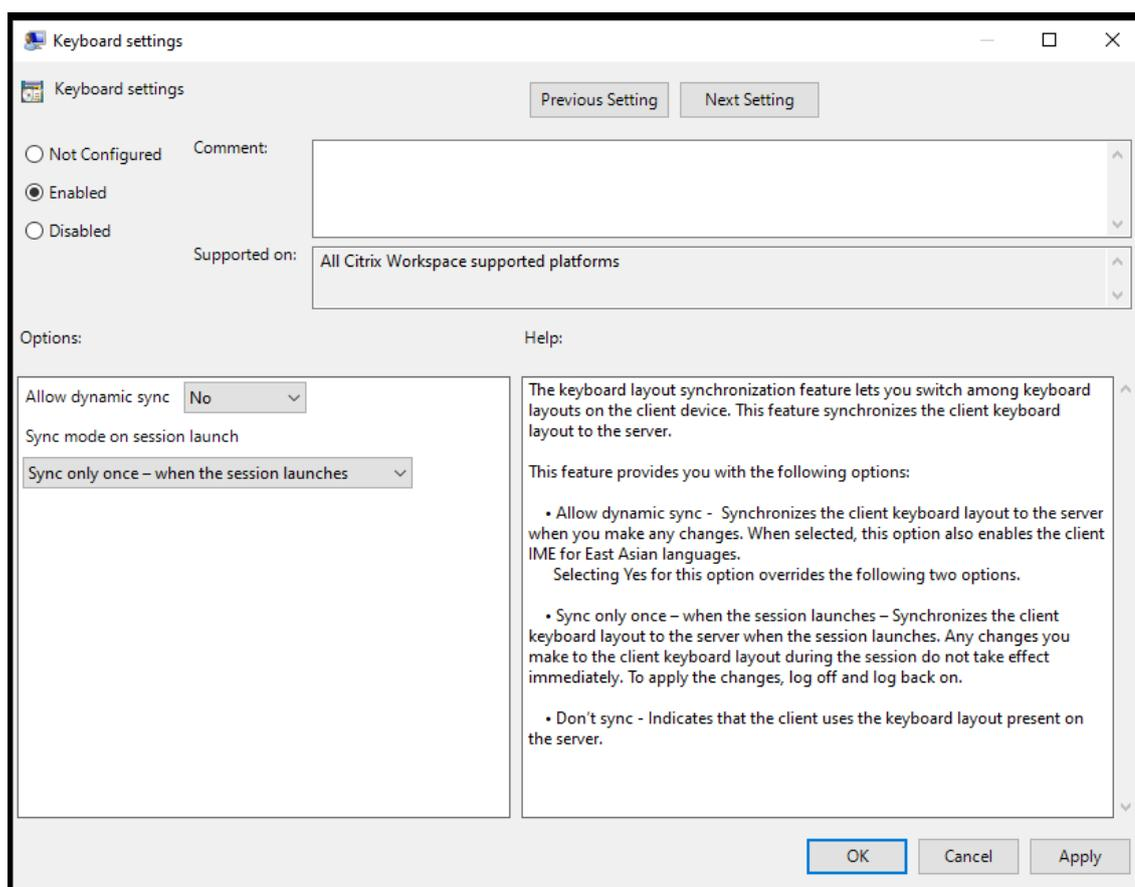 Keyboard settings
Keyboard settings
Previous Setting
Next Setting
Not Configured
Comment:
Enabled
Disabled
Supported on:
All Citrix Workspace supported platforms
Options:
Help:
Allow dynamic sync
No
Sync mode on session launch
Sync only once – when the session launches
The keyboard layout synchronization feature lets you switch among keyboard
layouts on the client device. This feature synchronizes the client keyboard
layout to the server.
This feature provides you with the following options:
• Allow dynamic sync - Synchronizes the client keyboard layout to the server
when you make any changes. When selected, this option also enables the client
IME for East Asian languages.
Selecting Yes for this option overrides the following two options.
• Sync only once – when the session launches – Synchronizes the client
keyboard layout to the server when the session launches. Any changes you
make to the client keyboard layout during the session do not take effect
immediately. To apply the changes, log off and log back on.
• Don't sync - Indicates that the client uses the keyboard layout present on
the server.
OK
Cancel
Apply